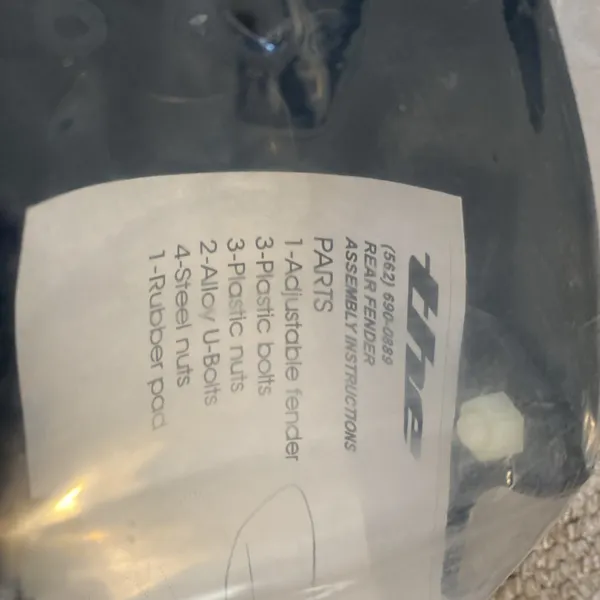 the
(562) 690-0889
REAR FENDER
ASSEMBLY INSTRUCTIONS
PARTS
1-Adjustable fender
3-Plastic bolts
3-Plastic nuts
2-Alloy U-Bolts
4-Steel nuts
1-Rubber pad